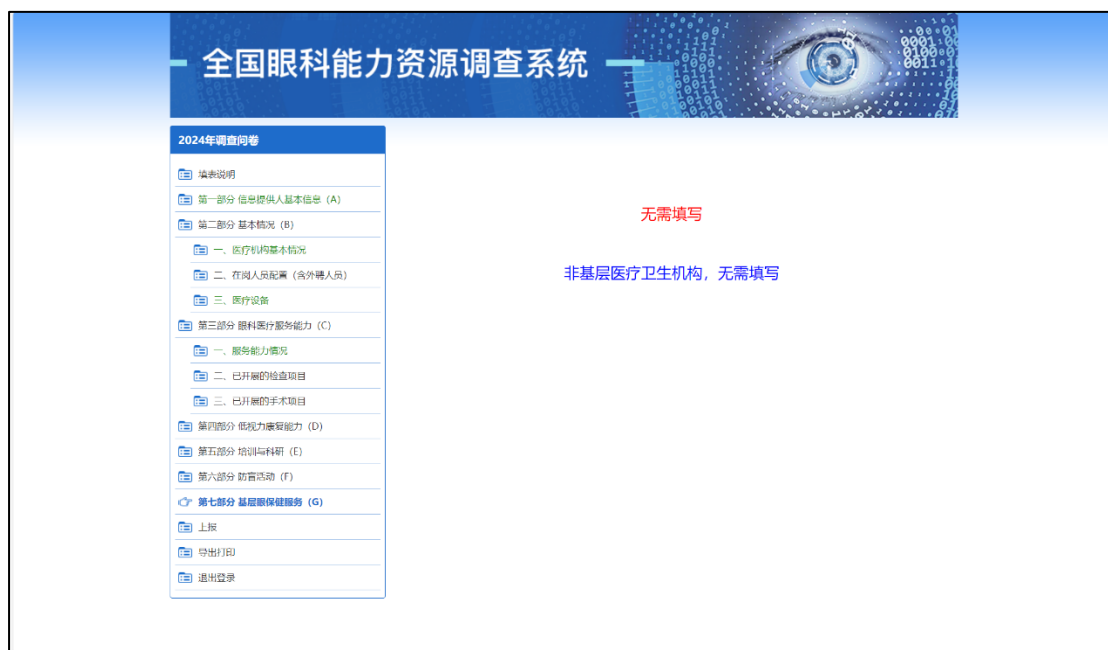 全国眼科能力资源调查系统
2024年调查问卷
填表说明
第一部分 信息提供人基本信息（A）
第二部分 基本情况（B）
一、医疗机构基本情况
二、在岗人员配置（含外聘人员）
三、医疗设备
第三部分 眼科医疗服务能力（C）
一、服务能力情况
二、已开展的检查项目
三、已开展的手术项目
第四部分 低视力康复能力（D）
第五部分 培训与科研（E）
第六部分 防盲活动（F）
第七部分 基层眼保健服务（G）
上报
导出打印
退出登录
无需填写
非基层医疗卫生机构，无需填写